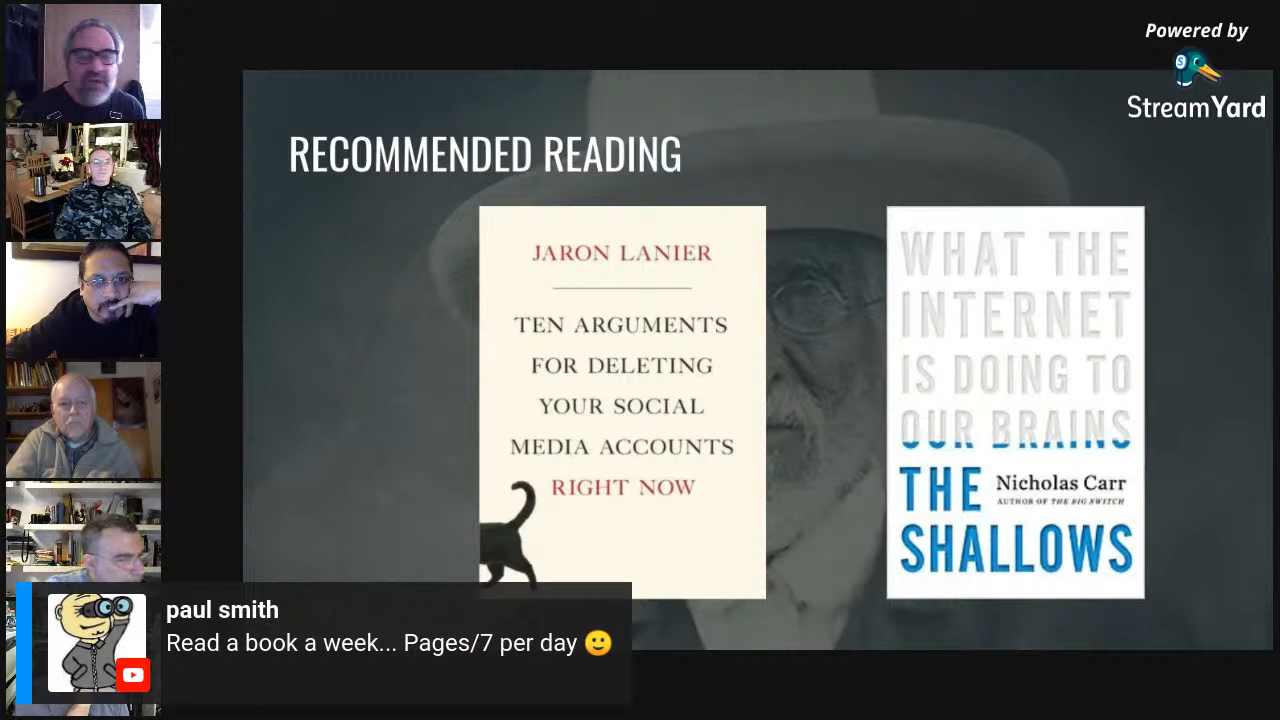 Powered by
StreamYard
RECOMMENDED READING
JARON LANIER
TEN ARGUMENTS
FOR DELETING
YOUR SOCIAL
MEDIA ACCOUNTS
RIGHT NOW
WHAT THE
INTERNET
IS DOING TO
OUR BRAINS
THE
Nicholas Carr
AUTHOR OF THE BIG SWITCH
SHALLOWS
paul smith
Read a book a week... Pages/7 per day 🙂